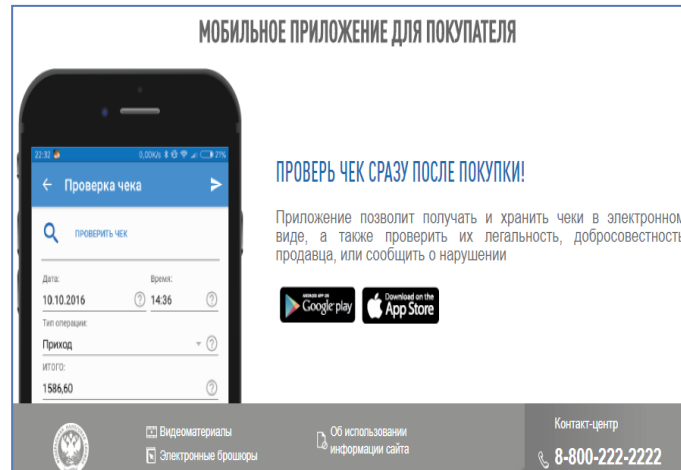 МОБИЛЬНОЕ ПРИЛОЖЕНИЕ ДЛЯ ПОКУПАТЕЛЯ
22:32 0,00K/s 21%
Проверка чека
ПРОВЕРИТЬ ЧЕК
Дата: Время:
10.10.2016 14:36
Тип операции:
Приход
ИТОГО:
1586,60
ПРОВЕРЬ ЧЕК СРАЗУ ПОСЛЕ ПОКУПКИ!
Приложение позволит получать и хранить чеки в электронном
виде, а также проверить их легальность, добросовестность
продавца, или сообщить о нарушении
ANDROID APP ON
Google play
Download on the
App Store
Видеоматериалы
Электронные брошюры
Об использовании
информации сайта
Контакт-центр
8-800-222-2222